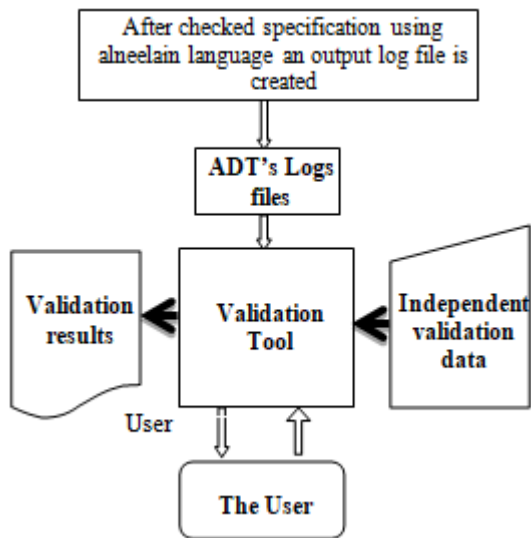 After checked specification using
alneelain language an output log file is
created
ADT's Logs
files
Validation
results
Validation
Tool
Independent
validation
data
User
The User